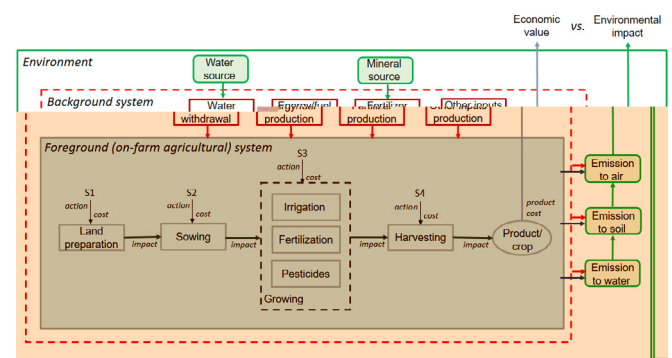 Economic
value
vs.
Environmental
impact
Environment
Water
source
Mineral
source
Background system
Water
withdrawal
production
production
Other inputs
production
Foreground (on-farm agricultural) system
S1
action
cost
Land
preparation
impact
S2
action
cost
Sowing
impact
S3
action
cost
Irrigation
Fertilization
Pesticides
Growing
impact
S4
action
cost
Harvesting
impact
Product/
crop
product
cost
Emission
to air
Emission
to soil
Emission
to water